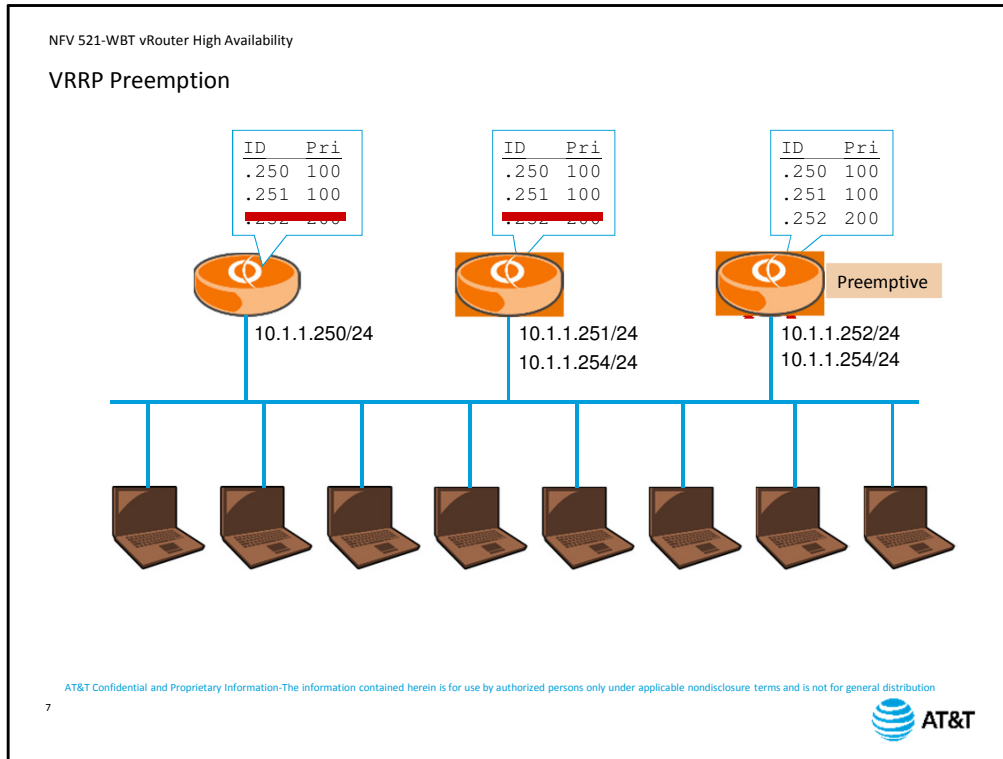 NFV 521-WBT vRouter High Availability
VRRP Preemption
ID Pri
.250 100
.251 100
ID Pri
.250 100
.251 100
ID Pri
.250 100
.251 100
.252 200
Preemptive
10.1.1.250/24
10.1.1.251/24
10.1.1.254/24
10.1.1.252/24
10.1.1.254/24
AT&T Confidential and Proprietary Information-The information contained herein is for use by authorized persons only under applicable nondisclosure terms and is not for general distribution
7
AT&T